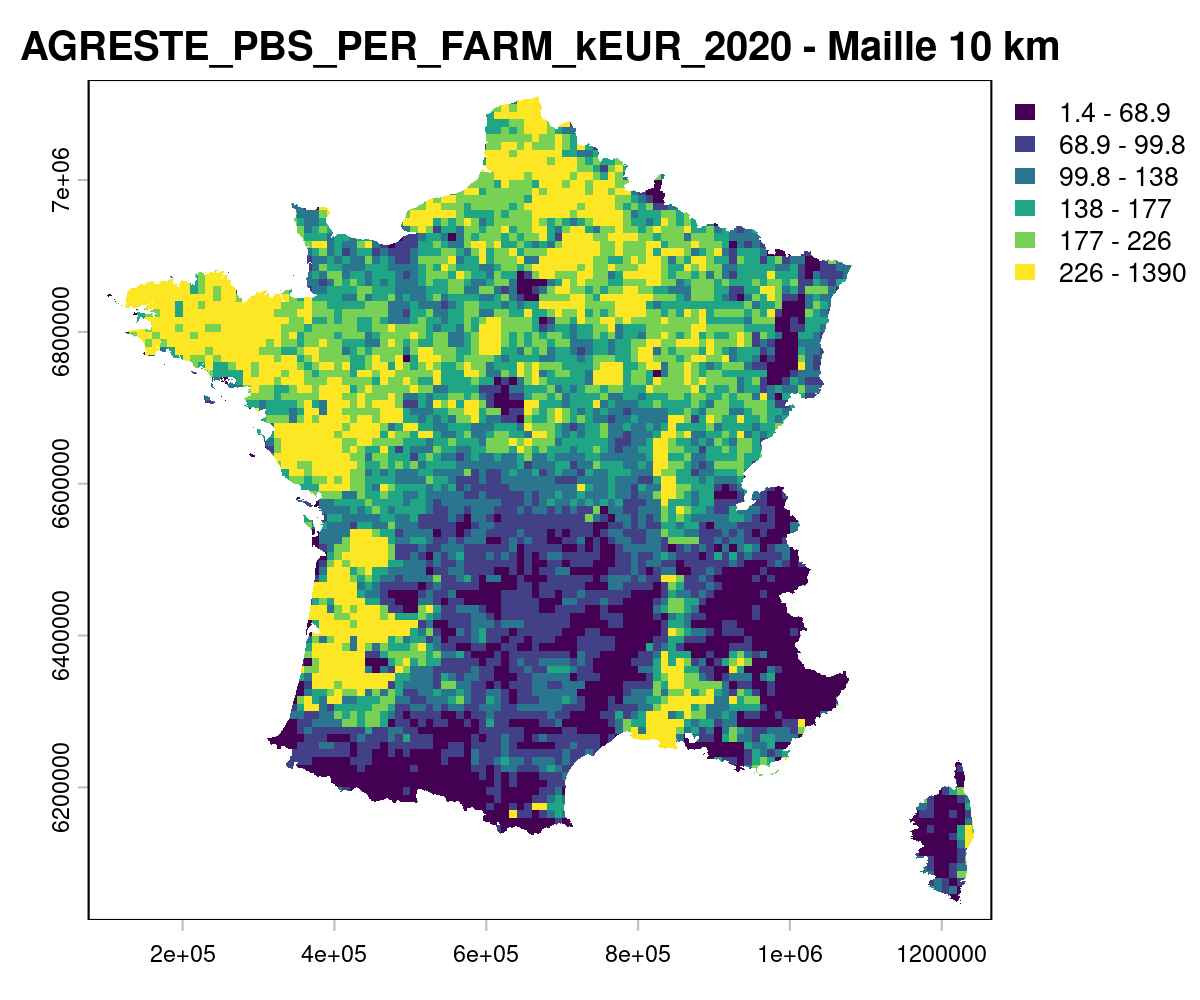 AGRESTE_PBS_PER_FARM_kEUR_2020 - Maille 10 km
1.4 - 68.9
68.9 - 99.8
99.8 - 138
138 - 177
177 - 226
226 - 1390
7e+06
6800000
6600000
6400000
6200000
2e+05
4e+05
6e+05
8e+05
1e+06
1200000